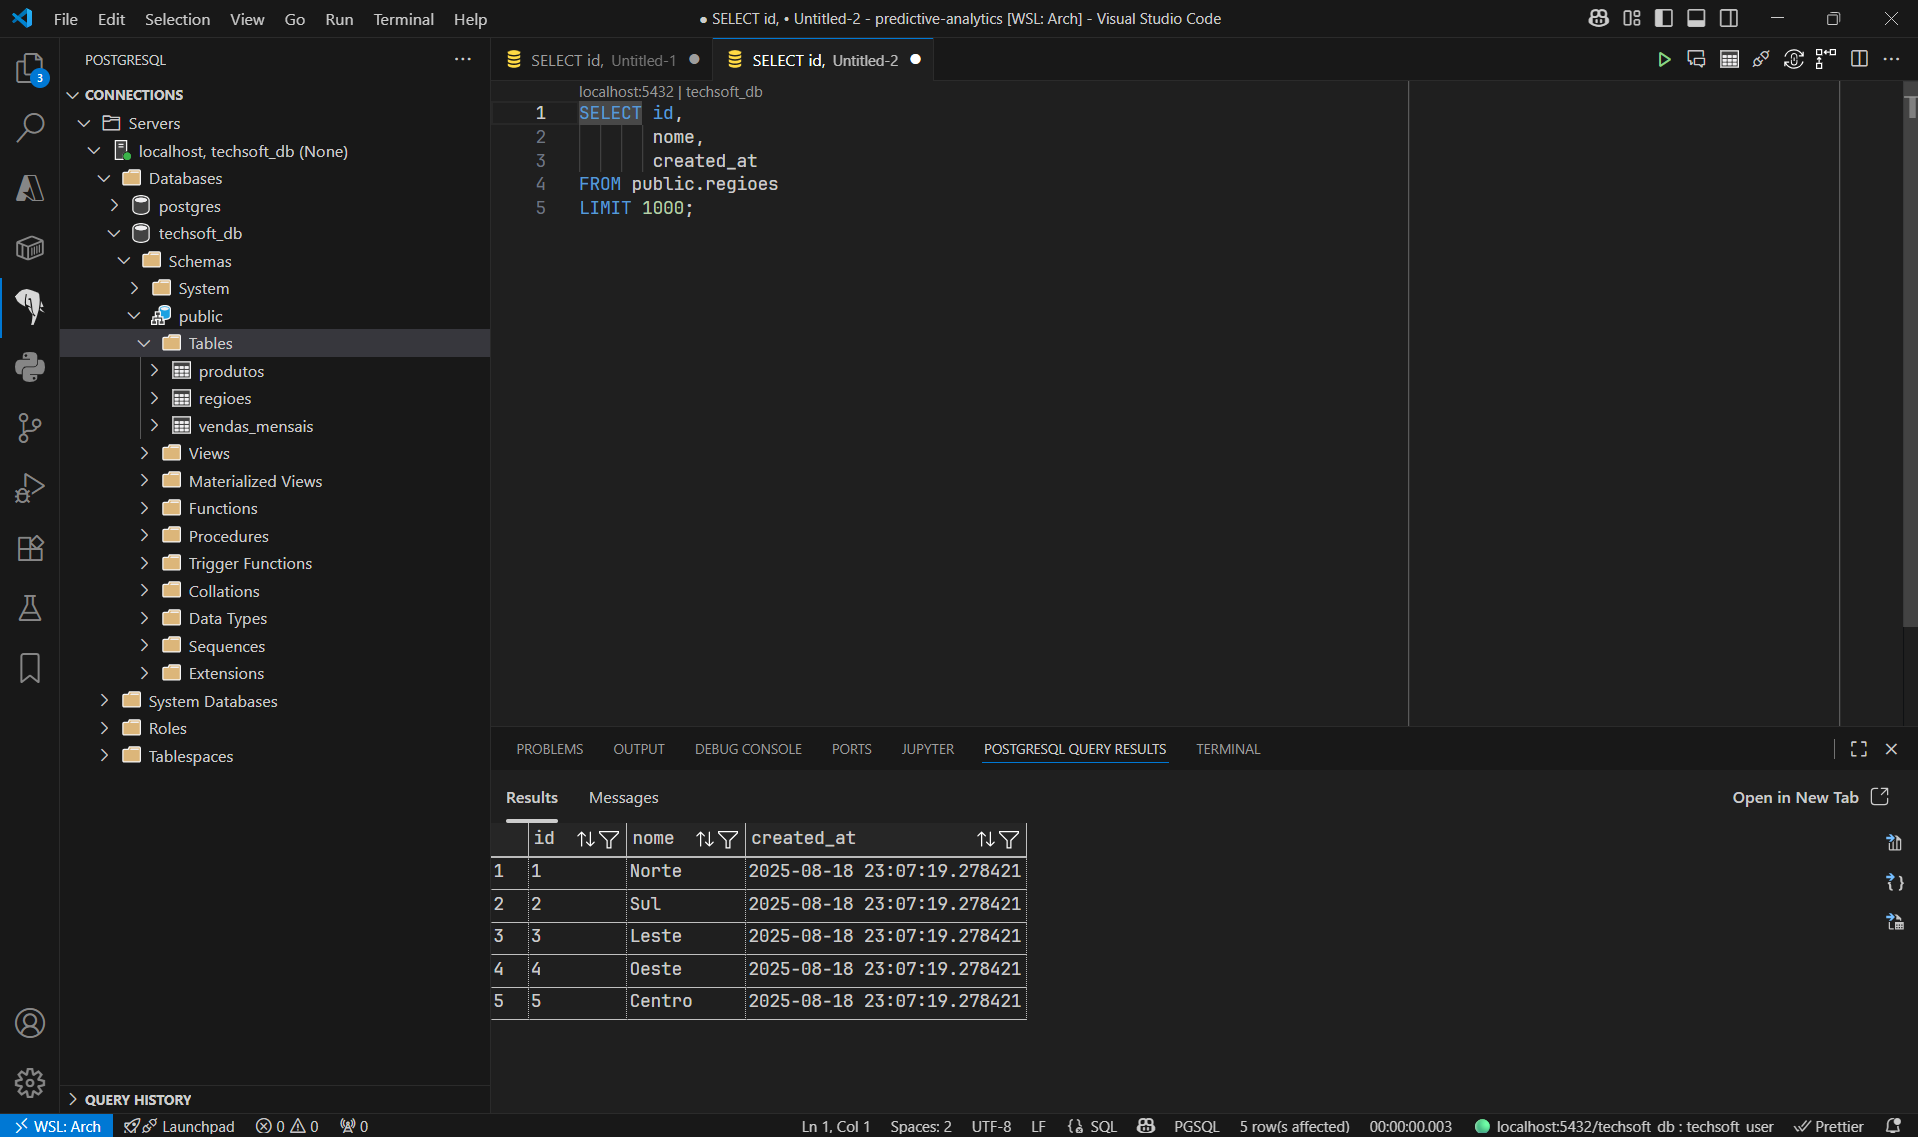 File Edit Selection View Go Run Terminal Help
● SELECT id, • Untitled-2 - predictive-analytics [WSL: Arch] - Visual Studio Code
3
POSTGRESQL
CONNECTIONS
Servers
localhost, techsoft_db (None)
Databases
postgres
techsoft_db
Schemas
System
public
Tables
produtos
regioes
vendas_mensais
Views
Materialized Views
Functions
Procedures
Trigger Functions
Collations
Data Types
Sequences
Extensions
System Databases
Roles
Tablespaces
QUERY HISTORY
SELECT id, Untitled-1
SELECT id, Untitled-2
localhost:5432 | techsoft_db
1 SELECT id,
2 nome,
3 created_at
4 FROM public.regioes
5 LIMIT 1000;
PROBLEMS OUTPUT DEBUG CONSOLE PORTS JUPYTER POSTGRESQL QUERY RESULTS TERMINAL
Results Messages
Open in New Tab
id nome created_at
1 1 Norte 2025-08-18 23:07:19.278421
2 2 Sul 2025-08-18 23:07:19.278421
3 3 Leste 2025-08-18 23:07:19.278421
4 4 Oeste 2025-08-18 23:07:19.278421
5 5 Centro 2025-08-18 23:07:19.278421
WSL: Arch Launchpad 0 0 0 Ln 1, Col 1 Spaces: 2 UTF-8 LF SQL PGSQL 5 row(s affected) 00:00:00.003 localhost:5432/techsoft_db : techsoft_user Prettier